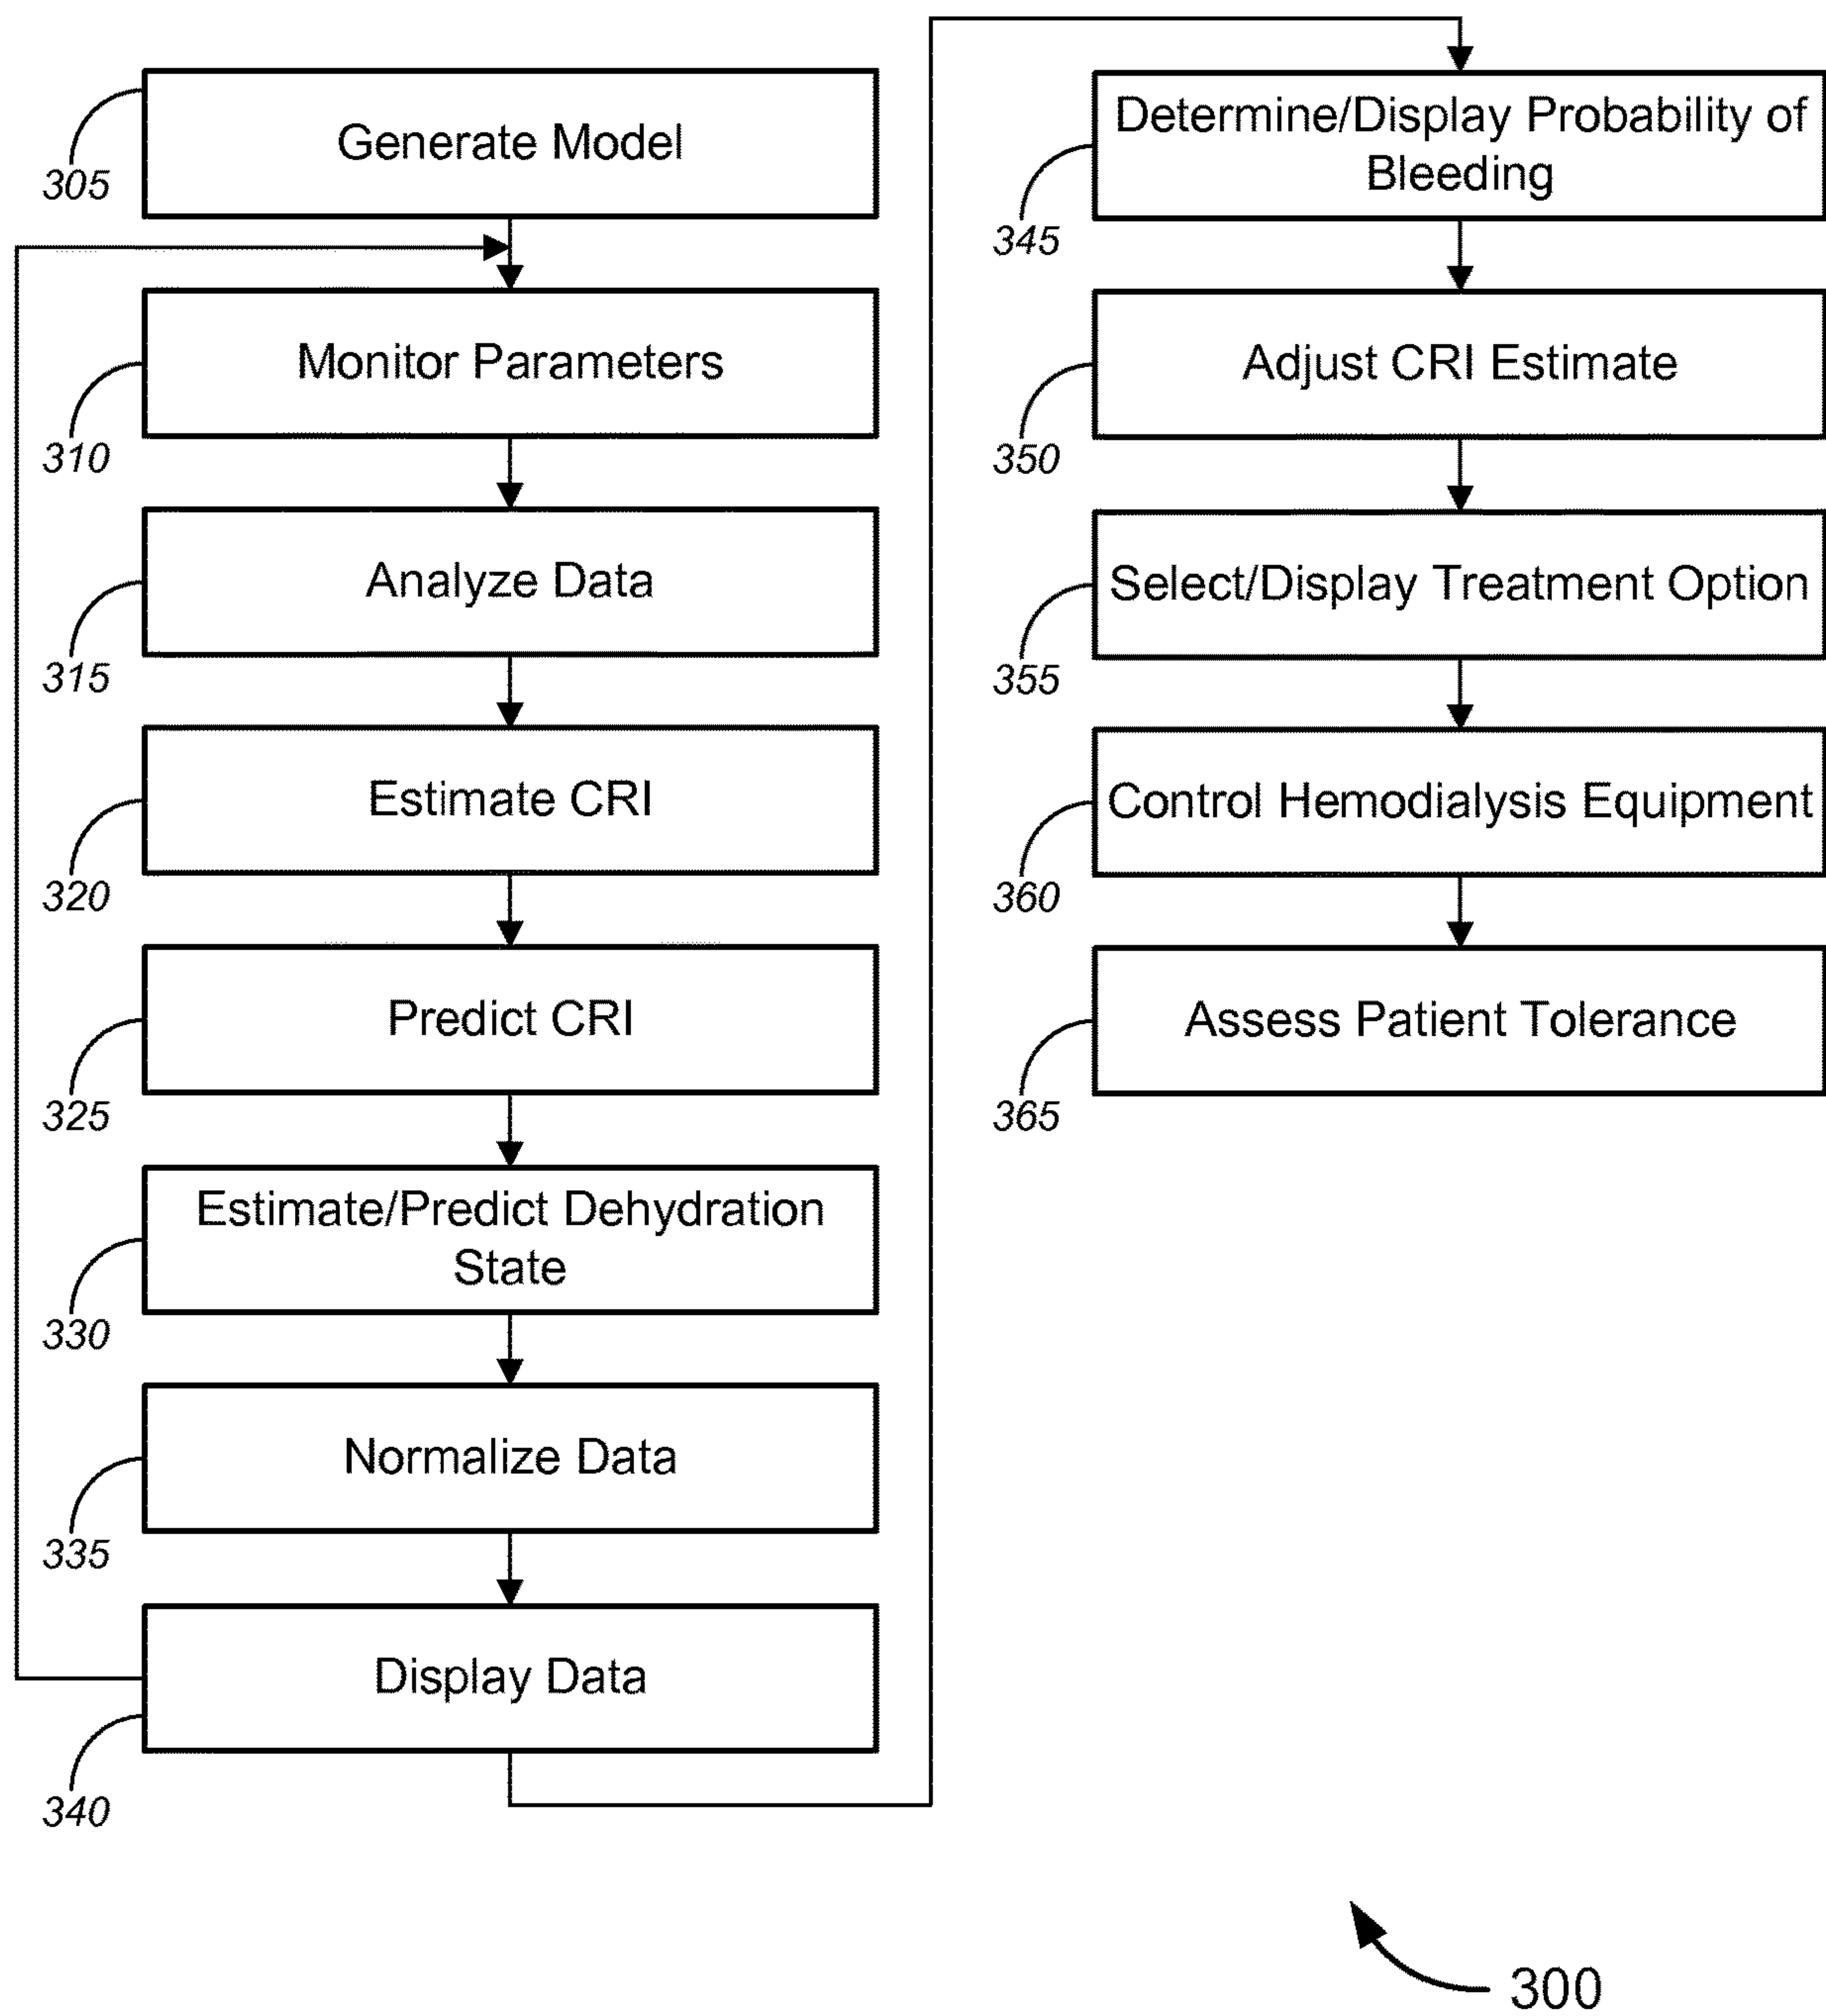 Generate Model
305
Monitor Parameters
310
Analyze Data
315
Estimate CRI
320
Predict CRI
325
Estimate/Predict Dehydration
State
330
Normalize Data
335
Display Data
340
Determine/Display Probability of
Bleeding
345
Adjust CRI Estimate
350
Select/Display Treatment Option
355
Control Hemodialysis Equipment
360
Assess Patient Tolerance
365
300